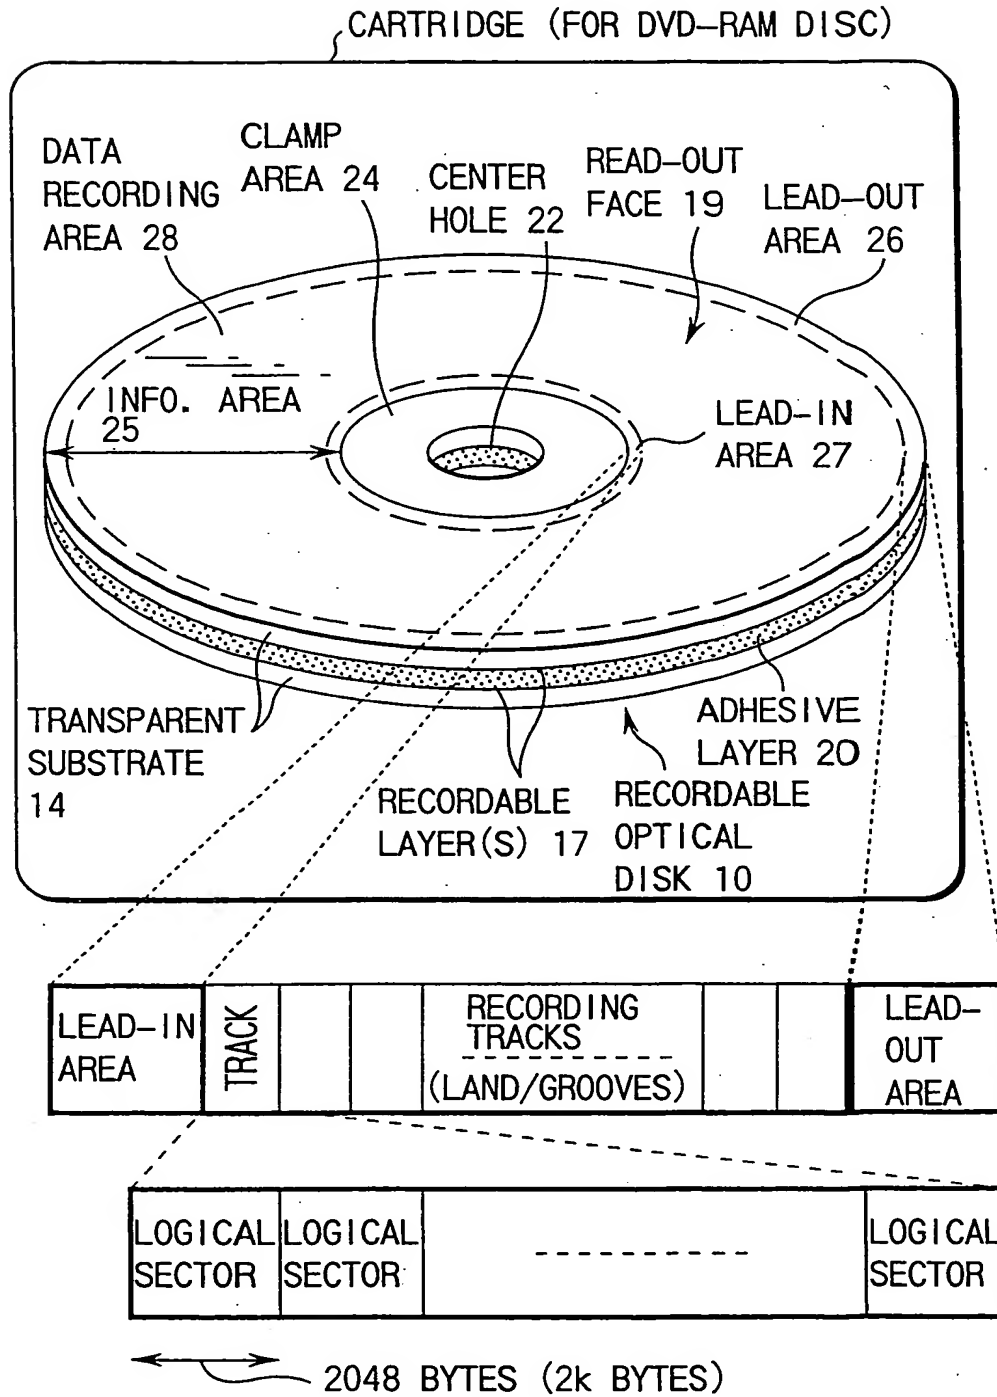 CARTRIDGE (FOR DVD-RAM DISC)
DATA
RECORDING
AREA 28
CLAMP
AREA 24
CENTER
HOLE 22
READ-OUT
FACE 19
LEAD-OUT
AREA 26
INFO. AREA
25
LEAD-IN
AREA 27
TRANSPARENT
SUBSTRATE
14
RECORDABLE
LAYER(S) 17
RECORDABLE
OPTICAL
DISK 10
ADHESIVE
LAYER 20
LEAD-IN
AREA
TRACK
RECORDING
TRACKS
(LAND/GROOVES)
LEAD-
OUT
AREA
LOGICAL
SECTOR
LOGICAL
SECTOR
LOGICAL
SECTOR
2048 BYTES (2k BYTES)